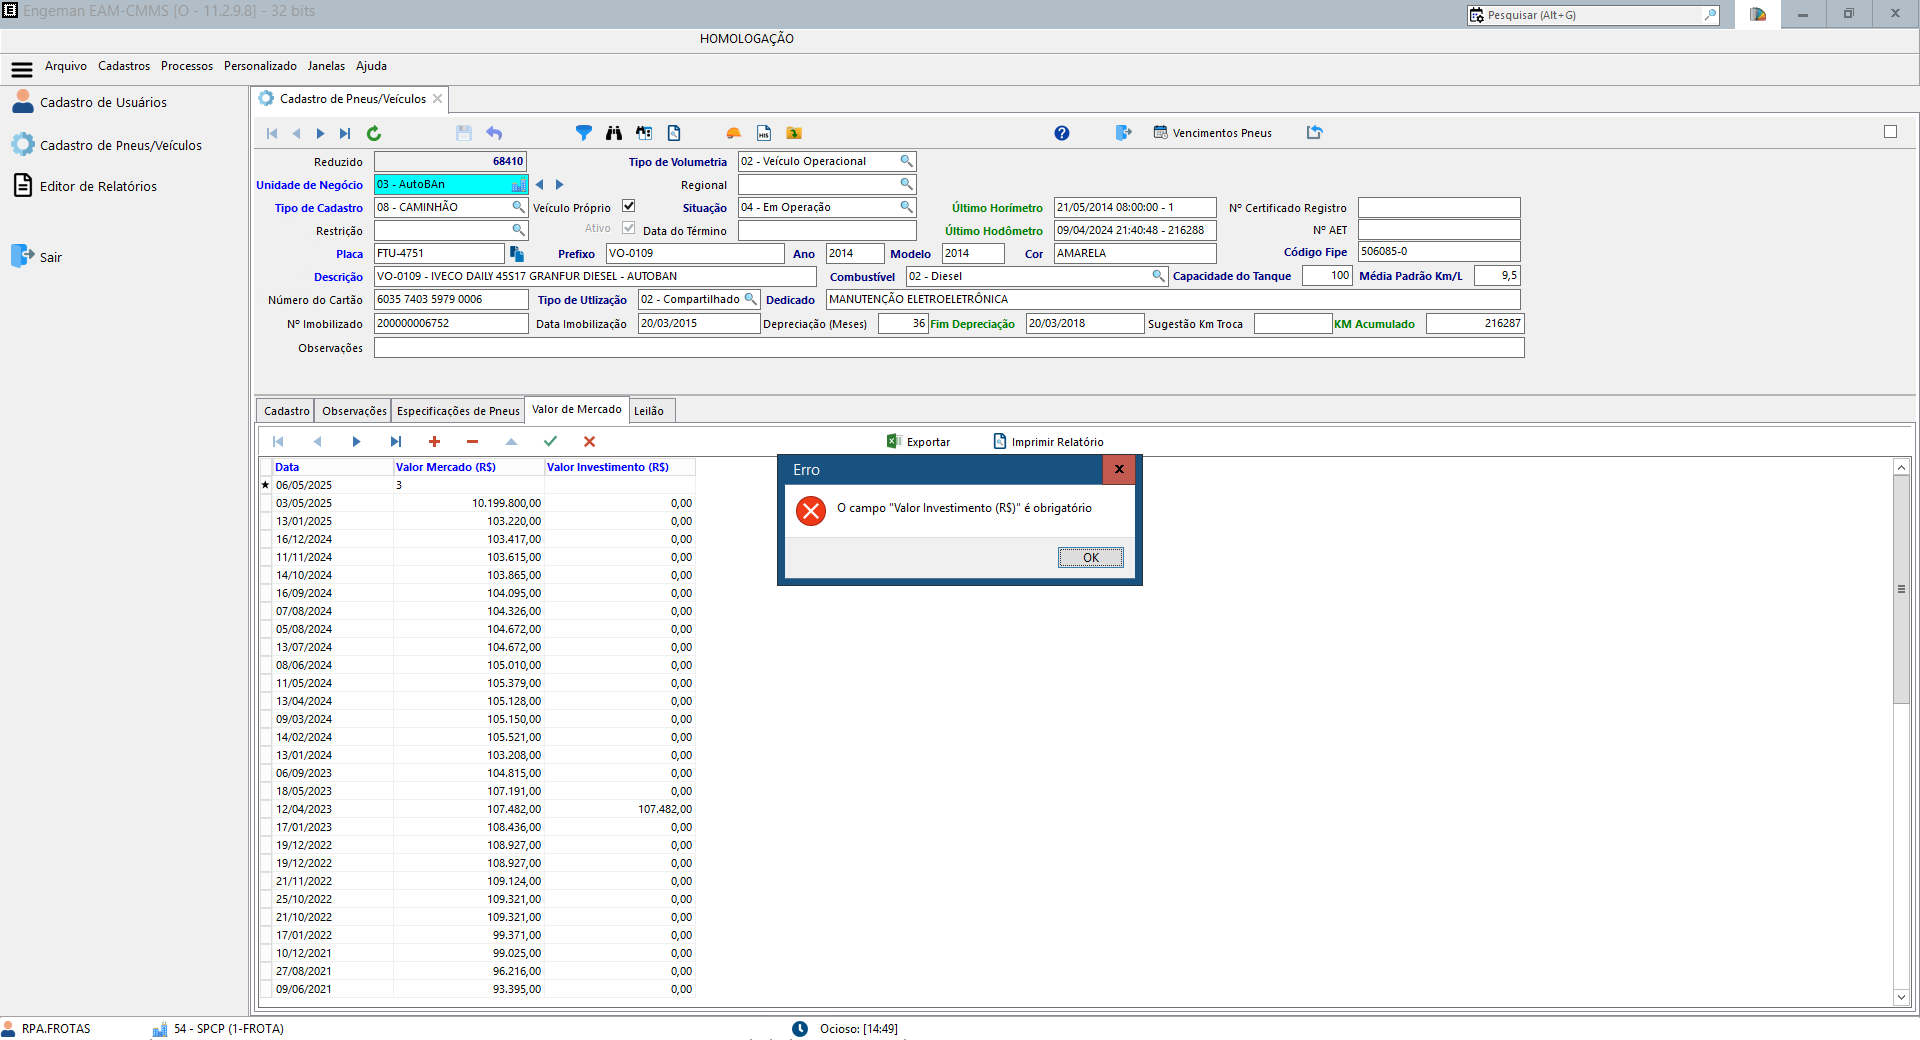 Engeman EAM-CMMS [O - 11.2.9.8] - 32 bits
Pesquisar (Alt+G)
HOMOLOGAÇÃO
Arquivo Cadastros Processos Personalizado Janelas Ajuda
Cadastro de Usuários
Cadastro de Pneus/Veículos
Editor de Relatórios
Sair
Cadastro de Pneus/Veículos
Vencimentos Pneus
Reduzido 68410 Tipo de Volumetria 02 - Veículo Operacional
Unidade de Negócio 03 - AutoBAn Regional
Tipo de Cadastro 08 - CAMINHÃO Veículo Próprio Situação 04 - Em Operação Último Horímetro 21/05/2014 08:00:00 - 1 Nº Certificado Registro
Restrição Ativo Data do Término Último Hodômetro 09/04/2024 21:40:48 - 216288 Nº AET
Placa FTU-4751 Prefixo VO-0109 Ano 2014 Modelo 2014 Cor AMARELA Código Fipe 506085-0
Descrição VO-0109 - IVECO DAILY 45S17 GRANFUR DIESEL - AUTOBAN Combustível 02 - Diesel Capacidade do Tanque 100 Média Padrão Km/L 9,5
Número do Cartão 6035 7403 5979 0006 Tipo de Utlização 02 - Compartilhado Dedicado MANUTENÇÃO ELETROELETRÔNICA
Nº Imobilizado 200000006752 Data Imobilização 20/03/2015 Depreciação (Meses) 36 Fim Depreciação 20/03/2018 Sugestão Km Troca KM Acumulado 216287
Observações
Cadastro Observações Especificações de Pneus Valor de Mercado Leilão
Exportar Imprimir Relatório
Data Valor Mercado (R$) Valor Investimento (R$)
06/05/2025 3
03/05/2025 10.199.800,00 0,00
13/01/2025 103.220,00 0,00
16/12/2024 103.417,00 0,00
11/11/2024 103.615,00 0,00
14/10/2024 103.865,00 0,00
16/09/2024 104.095,00 0,00
07/08/2024 104.326,00 0,00
05/08/2024 104.672,00 0,00
13/07/2024 104.672,00 0,00
08/06/2024 105.010,00 0,00
11/05/2024 105.379,00 0,00
13/04/2024 105.128,00 0,00
09/03/2024 105.150,00 0,00
14/02/2024 105.521,00 0,00
13/01/2024 103.208,00 0,00
06/09/2023 104.815,00 0,00
18/05/2023 107.191,00 0,00
12/04/2023 107.482,00 107.482,00
17/01/2023 108.436,00 0,00
19/12/2022 108.927,00 0,00
19/12/2022 108.927,00 0,00
21/11/2022 109.124,00 0,00
25/10/2022 109.321,00 0,00
21/10/2022 109.321,00 0,00
17/01/2022 99.371,00 0,00
10/12/2021 99.025,00 0,00
27/08/2021 96.216,00 0,00
09/06/2021 93.395,00 0,00
Erro
O campo "Valor Investimento (R$)" é obrigatório
OK
RPA.FROTAS 54 - SPCP (1-FROTA) Ocioso: [14:49]